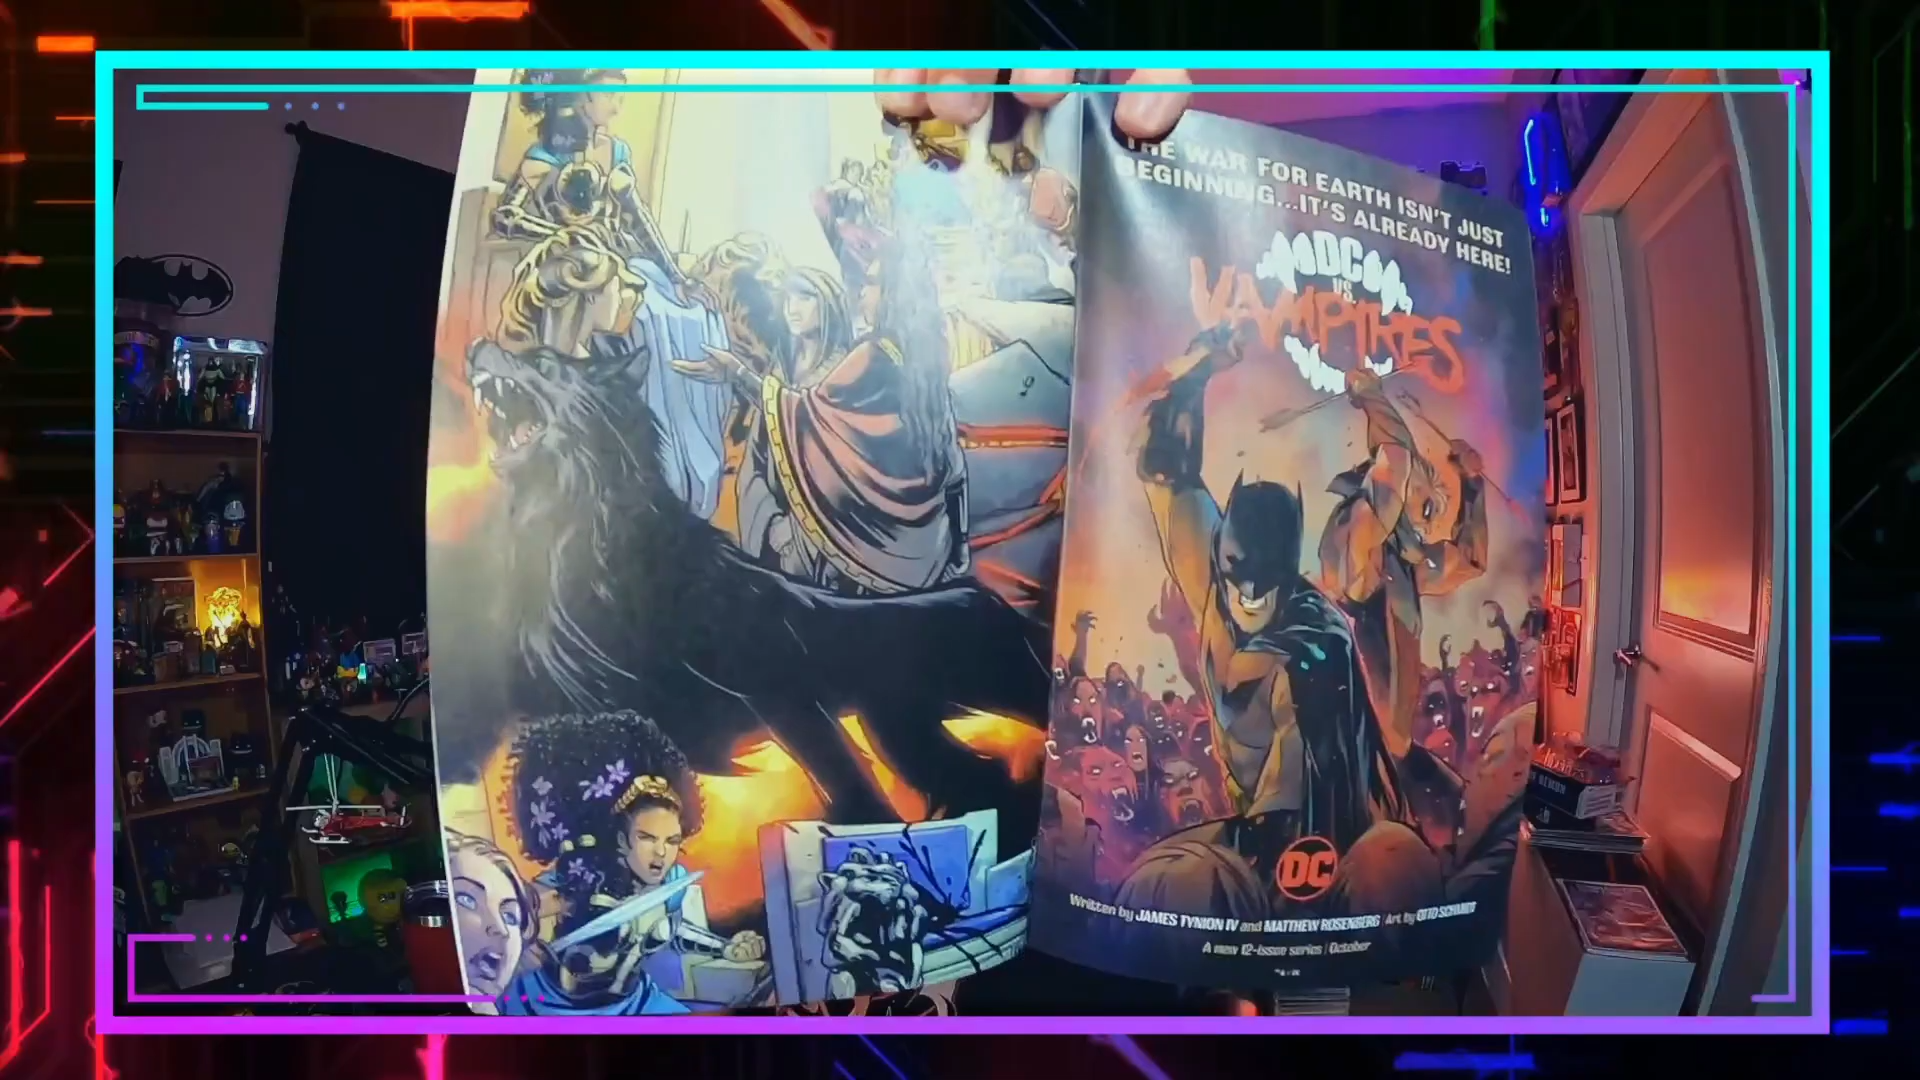 THE WAR FOR EARTH ISN'T JUST
BEGINNING...IT'S ALREADY HERE!
DC
VS.
VAMPIRES
DC
Written by JAMES TYNION IV and MATTHEW ROSENBERG | Art by OTTO SCHMIDT
A new 12-issue series | October